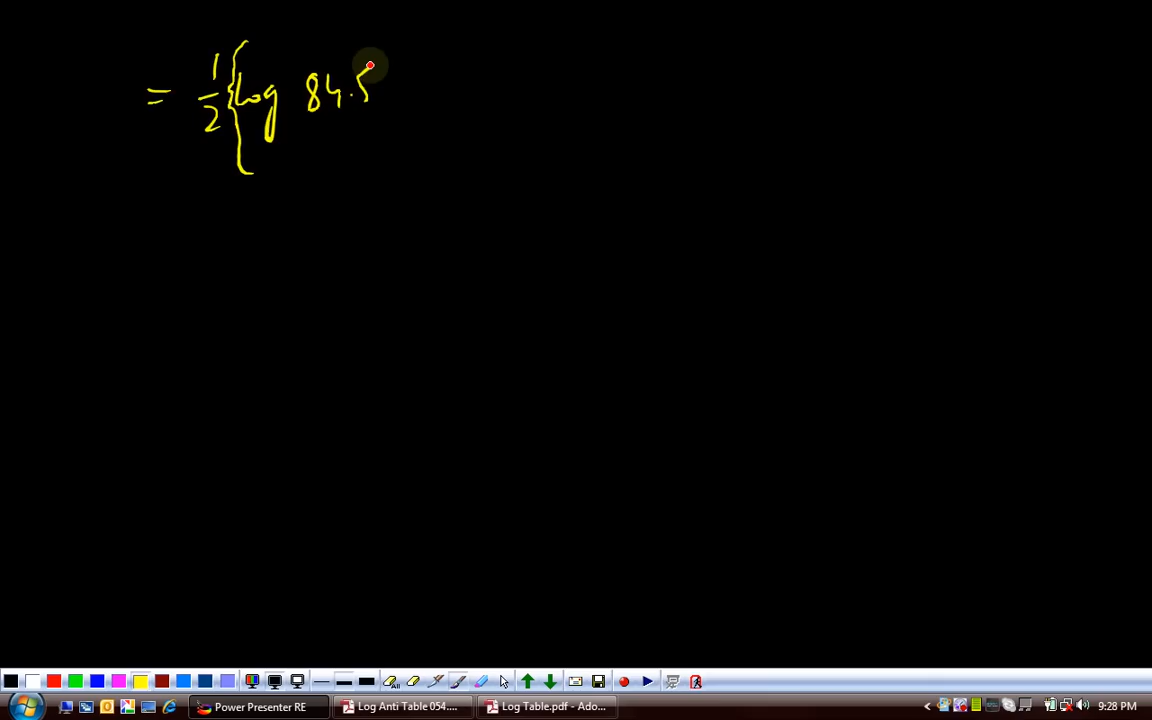 = 1/2 { log 84.5
Power Presenter RE
Log Anti Table 054....
Log Table.pdf - Ado...
9:28 PM